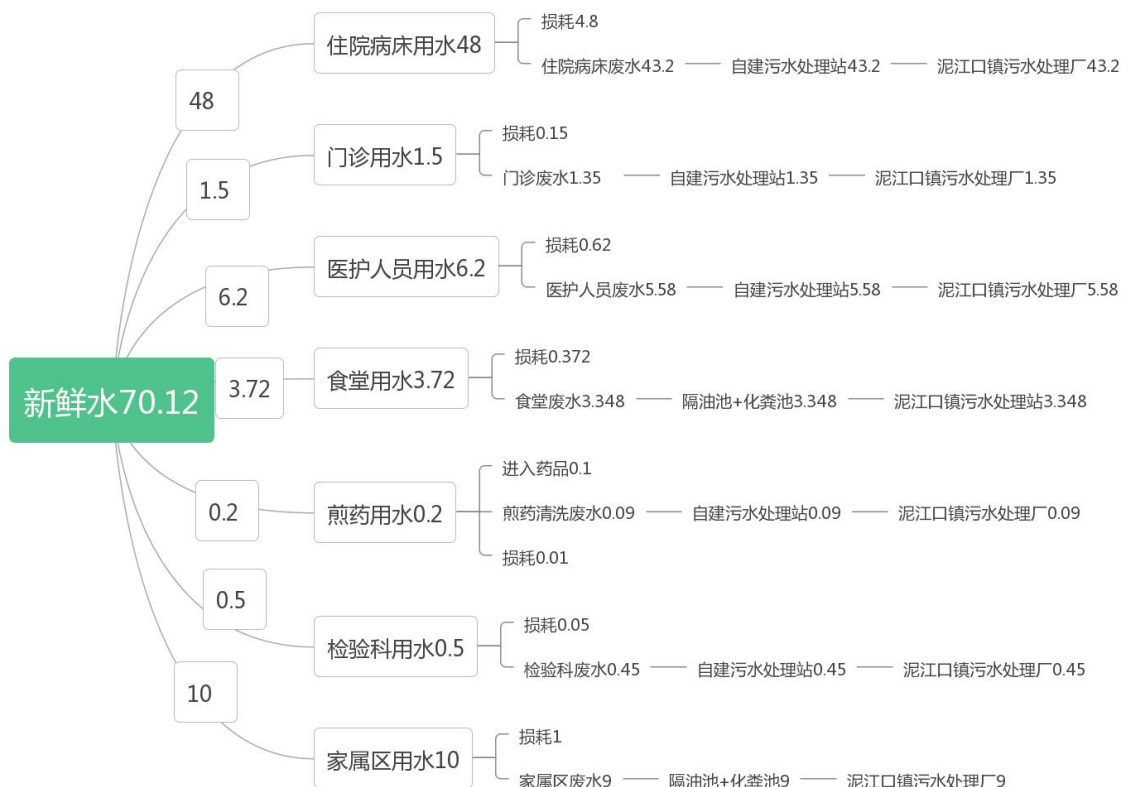 损耗4.8
住院病床用水48
住院病床废水43.2 自建污水处理站43.2 泥江口镇污水处理厂43.2
48
损耗0.15
门诊用水1.5
门诊废水1.35 自建污水处理站1.35 泥江口镇污水处理厂1.35
1.5
损耗0.62
医护人员用水6.2
医护人员废水5.58 自建污水处理站5.58 泥江口镇污水处理厂5.58
6.2
损耗0.372
食堂用水3.72
食堂废水3.348 隔油池+化粪池3.348 泥江口镇污水处理站3.348
3.72
新鲜水70.12
进入药品0.1
煎药用水0.2
煎药清洗废水0.09 自建污水处理站0.09 泥江口镇污水处理厂0.09
0.2
损耗0.01
0.5
损耗0.05
检验科用水0.5
检验科废水0.45 自建污水处理站0.45 泥江口镇污水处理厂0.45
10
损耗1
家属区用水10
家属区废水9 隔油池+化粪池9 泥江口镇污水处理厂9